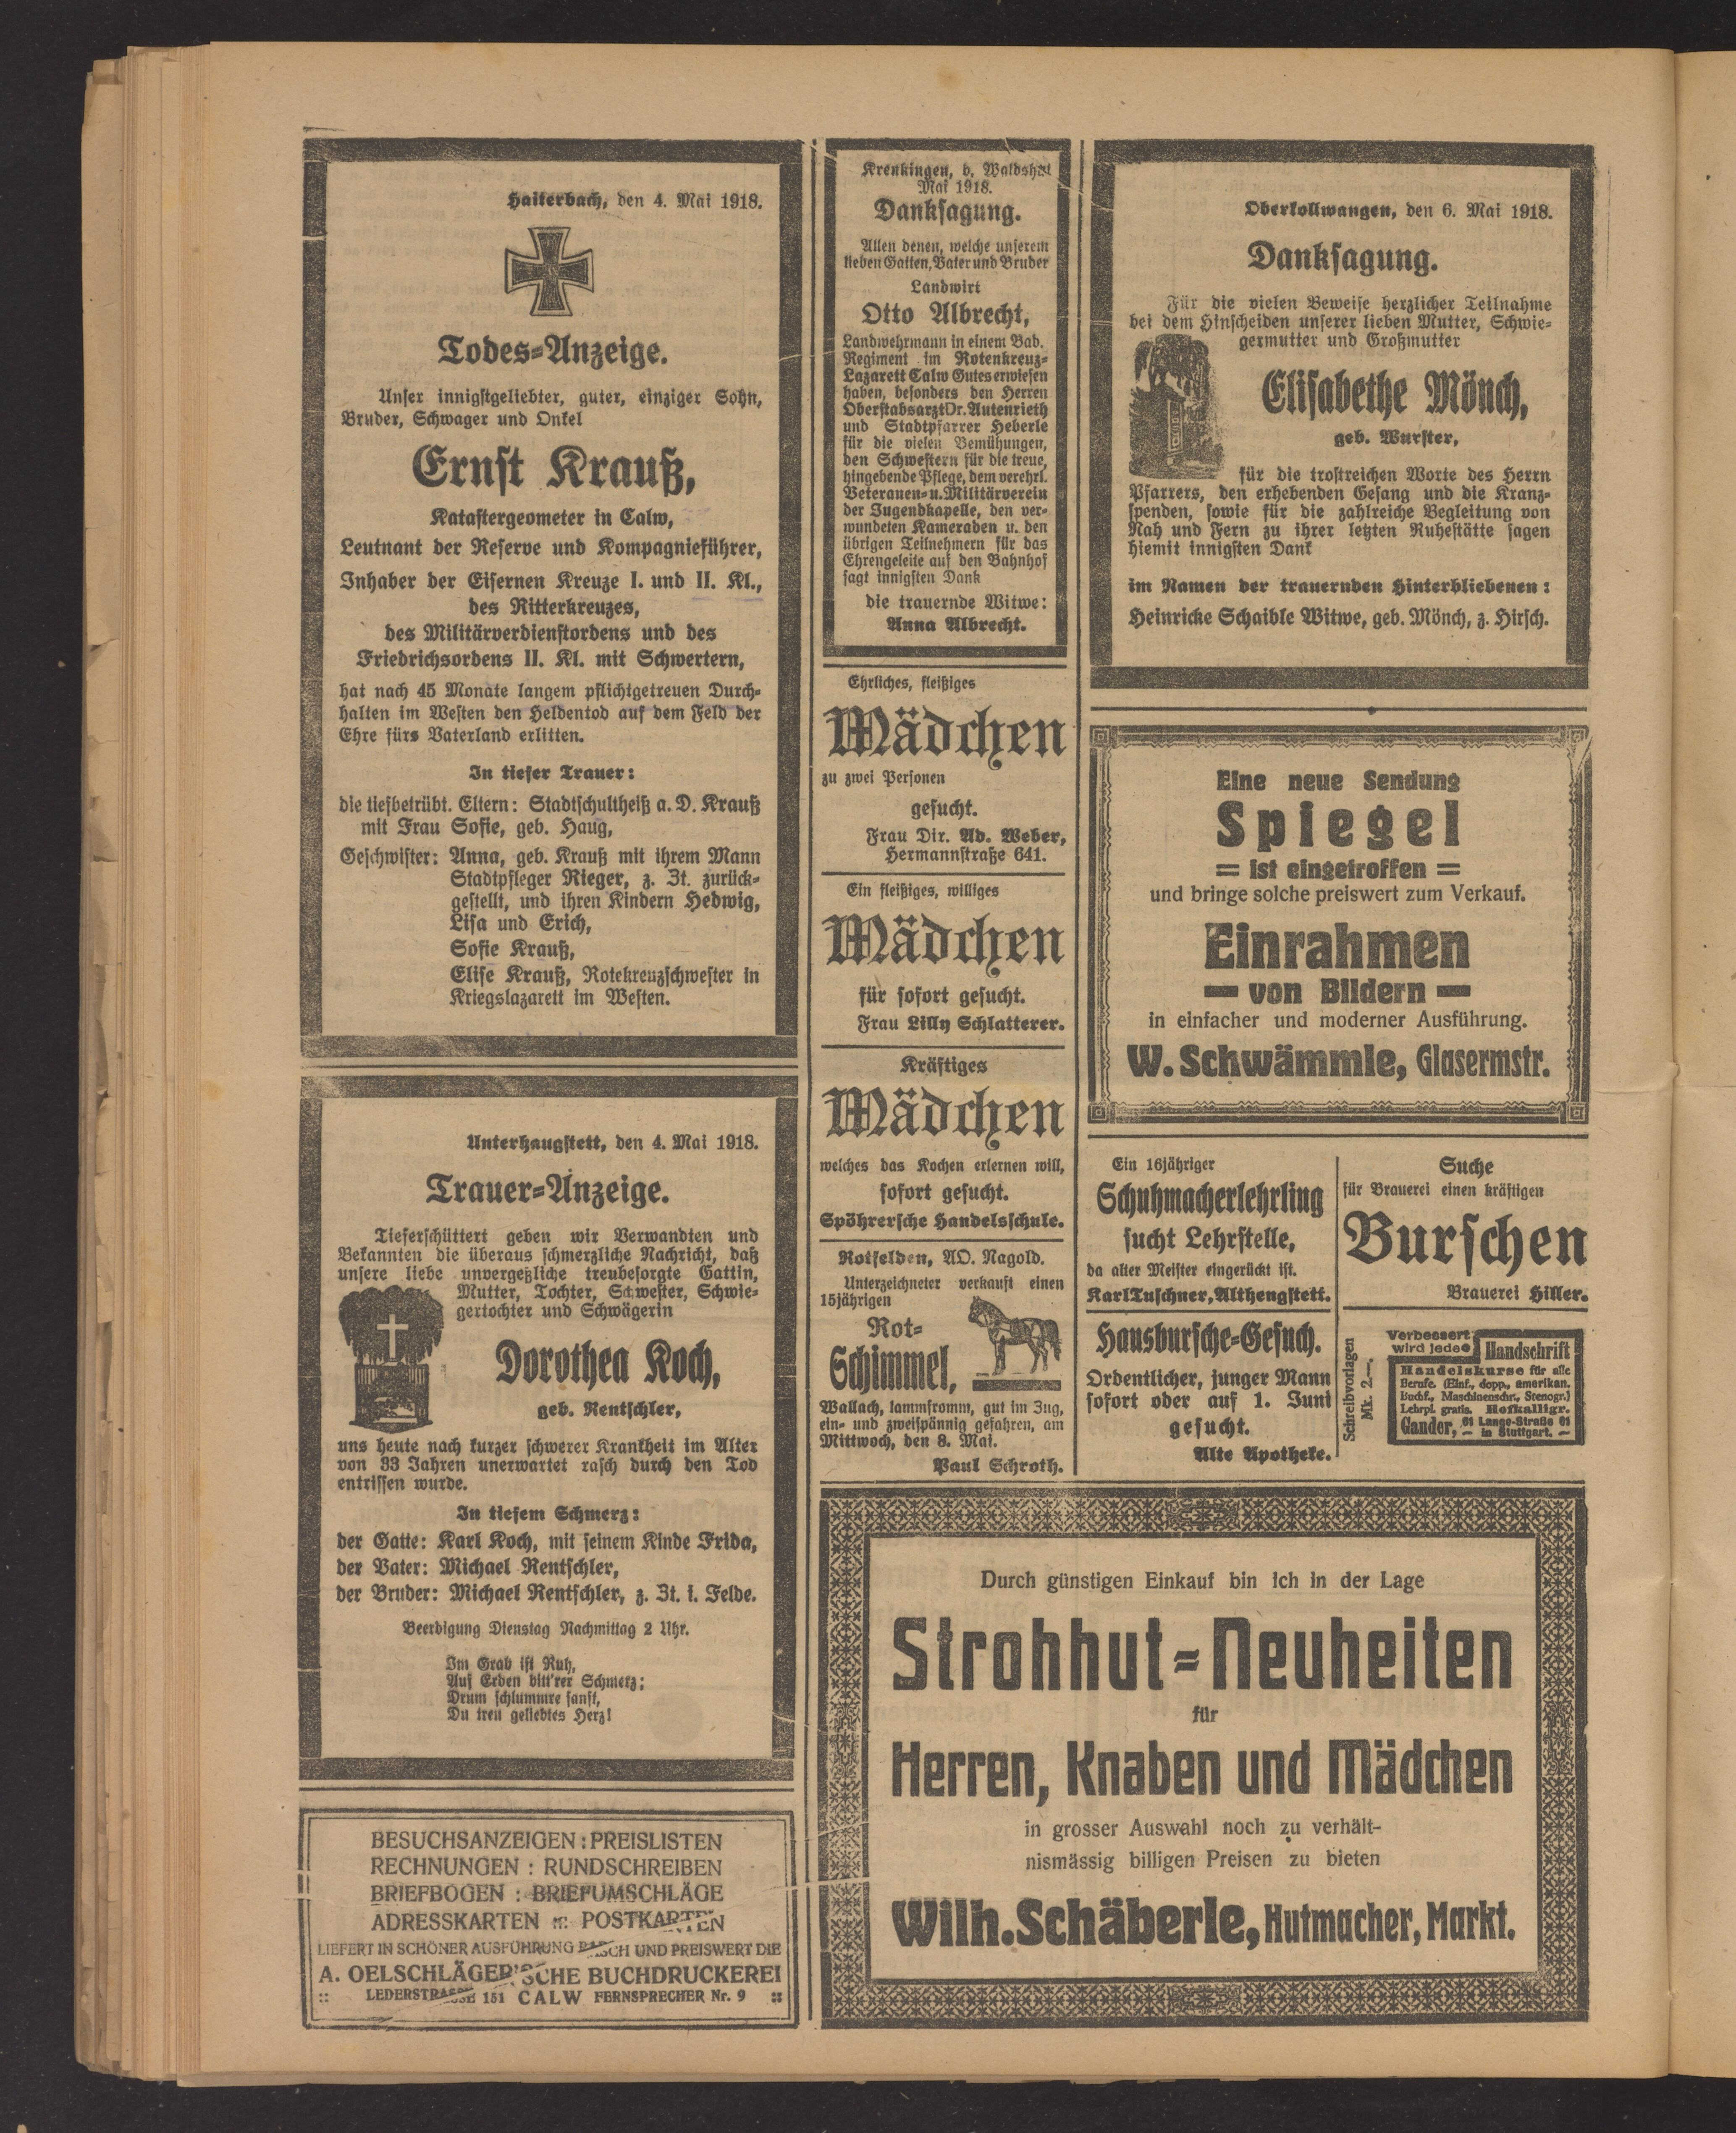 Haiterbach, den 4. Mai 1918.
Todes-Anzeige.
Unser innigstgeliebter, guter, einziger Sohn,
Bruder, Schwager und Onkel
Ernst Krauß,
Katastergeometer in Calw,
Leutnant der Reserve und Kompagnieführer,
Inhaber der Eisernen Kreuze I. und II. Kl.,
des Ritterkreuzes,
des Militärverdienstordens und des
Friedrichsordens II. Kl. mit Schwertern,
hat nach 45 Monate langem pflichtgetreuen Durch-
halten im Westen den Heldentod auf dem Feld der
Ehre fürs Vaterland erlitten.
In tiefer Trauer:
die tiefbetrübt. Eltern: Stadtschultheiß a. D. Krauß
mit Frau Sofie, geb. Haug,
Geschwister: Anna, geb. Krauß mit ihrem Mann
Stadtpfleger Rieger, z. Zt. zurück-
gestellt, und ihren Kindern Hedwig,
Lisa und Erich,
Sofie Krauß,
Elise Krauß, Rotekreuzschwester in
Kriegslazarett im Westen.
Unterhaugstett, den 4. Mai 1918.
Trauer-Anzeige.
Tieferschüttert geben wir Verwandten und
Bekannten die überaus schmerzliche Nachricht, daß
unsere liebe unvergeßliche treubesorgte Gattin,
Mutter, Tochter, Schwester, Schwie-
gertochter und Schwägerin
Dorothea Koch,
geb. Rentschler,
uns heute nach kurzer schwerer Krankheit im Alter
von 33 Jahren unerwartet rasch durch den Tod
entrissen wurde.
In tiefem Schmerz:
der Gatte: Karl Koch, mit seinem Kinde Frida,
der Vater: Michael Rentschler,
der Bruder: Michael Rentschler, z. Zt. i. Felde.
Beerdigung Dienstag Nachmittag 2 Uhr.
Im Grab ist Ruh,
Auf Erden bitt'rer Schmerz;
Drum schlummre sanft,
Du treu geliebtes Herz!
BESUCHSANZEIGEN : PREISLISTEN
RECHNUNGEN : RUNDSCHREIBEN
BRIEFBOGEN : BRIEFUMSCHLÄGE
ADRESSKARTEN :: POSTKARTEN
LIEFERT IN SCHÖNER AUSFÜHRUNG RASCH UND PREISWERT DIE
A. OELSCHLÄGER'SCHE BUCHDRUCKEREI
:: LEDERSTRASSE 151 CALW FERNSPRECHER Nr. 9 ::
Krenkingen, b. Waldshut
Mai 1918.
Danksagung.
Allen denen, welche unserem
lieben Gatten, Vater und Bruder
Landwirt
Otto Albrecht,
Landwehrmann in einem Bad.
Regiment im Rotenkreuz-
Lazarett Calw Gutes erwiesen
haben, besonders den Herren
Oberstabsarzt Dr. Autenrieth
und Stadtpfarrer Heberle
für die vielen Bemühungen,
den Schwestern für die treue,
hingebende Pflege, dem verehrl.
Veteranen- u. Militärverein
der Jugendkapelle, den ver-
wundeten Kameraden u. den
übrigen Teilnehmern für das
Ehrengeleite auf den Bahnhof
sagt innigsten Dank
die trauernde Witwe:
Anna Albrecht.
Ehrliches, fleißiges
Mädchen
zu zwei Personen
gesucht.
Frau Dir. Ad. Weber,
Hermannstraße 641.
Ein fleißiges, williges
Mädchen
für sofort gesucht.
Frau Lilly Schlatterer.
Kräftiges
Mädchen
welches das Kochen erlernen will,
sofort gesucht.
Spöhrersche Handelsschule.
Rotfelden, AO. Nagold.
Unterzeichneter verkauft einen
15jährigen
Rot-
Schimmel,
Wallach, lammfromm, gut im Zug,
ein- und zweispännig gefahren, am
Mittwoch, den 8. Mai.
Paul Schroth.
Oberkollwangen, den 6. Mai 1918.
Danksagung.
Für die vielen Beweise herzlicher Teilnahme
bei dem Hinscheiden unserer lieben Mutter, Schwie-
germutter und Großmutter
Elisabethe Mönch,
geb. Wurster,
für die trostreichen Worte des Herrn
Pfarrers, den erhebenden Gesang und die Kranz-
spenden, sowie für die zahlreiche Begleitung von
Nah und Fern zu ihrer letzten Ruhestätte sagen
hiemit innigsten Dank
im Namen der trauernden Hinterbliebenen:
Heinricke Schaible Witwe, geb. Mönch, z. Hirsch.
Eine neue Sendung
Spiegel
= ist eingetroffen =
und bringe solche preiswert zum Verkauf.
Einrahmen
— von Bildern —
in einfacher und moderner Ausführung.
W. Schwämmle, Glasermstr.
Ein 16jähriger
Schuhmacherlehrling
sucht Lehrstelle,
da alter Meister eingerückt ist.
Karl Tuschner, Althengstett.
Hausbursche-Gesuch.
Ordentlicher, junger Mann
sofort oder auf 1. Juni
gesucht.
Alte Apotheke.
Suche
für Brauerei einen kräftigen
Burschen
Brauerei Hiller.
Schreibvorlagen
Mk. 2.—,
Verbessert
wird jede Handschrift
Handelskurse für alle
Berufe. (Einf., dopp., amerikan.
Buchf., Maschinenschr., Stenogr.)
Lehrpl. gratis. Hofkalligr.
Gander, 61 Lange-Straße 61
— in Stuttgart. —
Durch günstigen Einkauf bin ich in der Lage
Strohhut-Neuheiten
für
Herren, Knaben und Mädchen
in grosser Auswahl noch zu verhält-
nismässig billigen Preisen zu bieten
Wilh. Schäberle, Hutmacher, Markt.